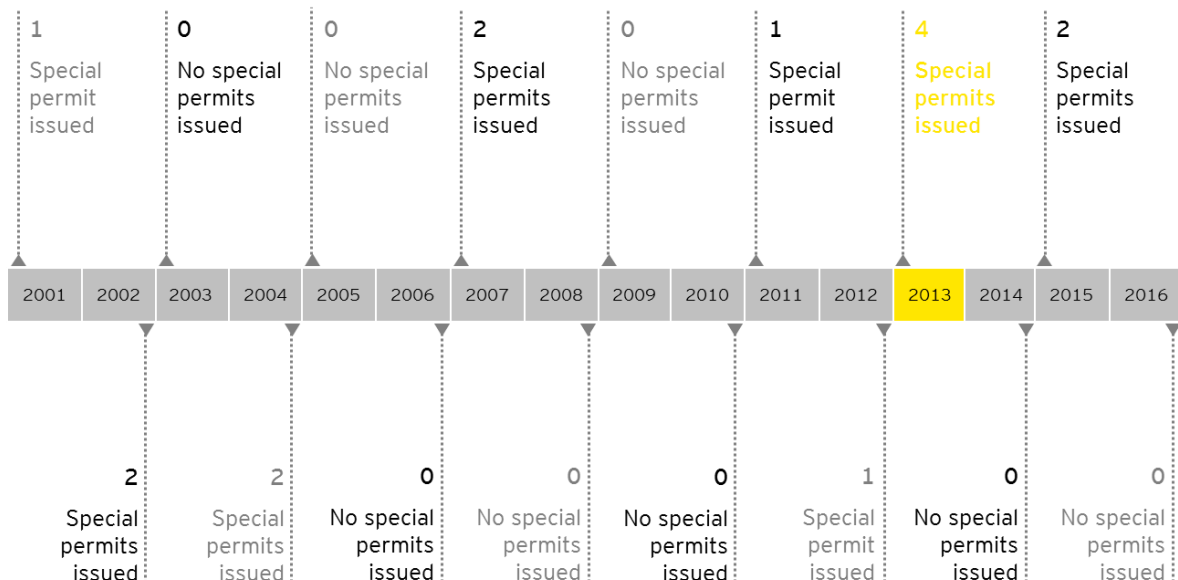 1
Special
permit
issued
0
No special
permits
issued
0
No special
permits
issued
2
Special
permits
issued
0
No special
permits
issued
1
Special
permit
issued
4
Special
permits
issued
2
Special
permits
issued
2001 2002 2003 2004 2005 2006 2007 2008 2009 2010 2011 2012 2013 2014 2015 2016
2
Special
permits
issued
2
Special
permits
issued
0
No special
permits
issued
0
No special
permits
issued
0
No special
permits
issued
1
Special
permit
issued
0
No special
permits
issued
0
No special
permits
issued